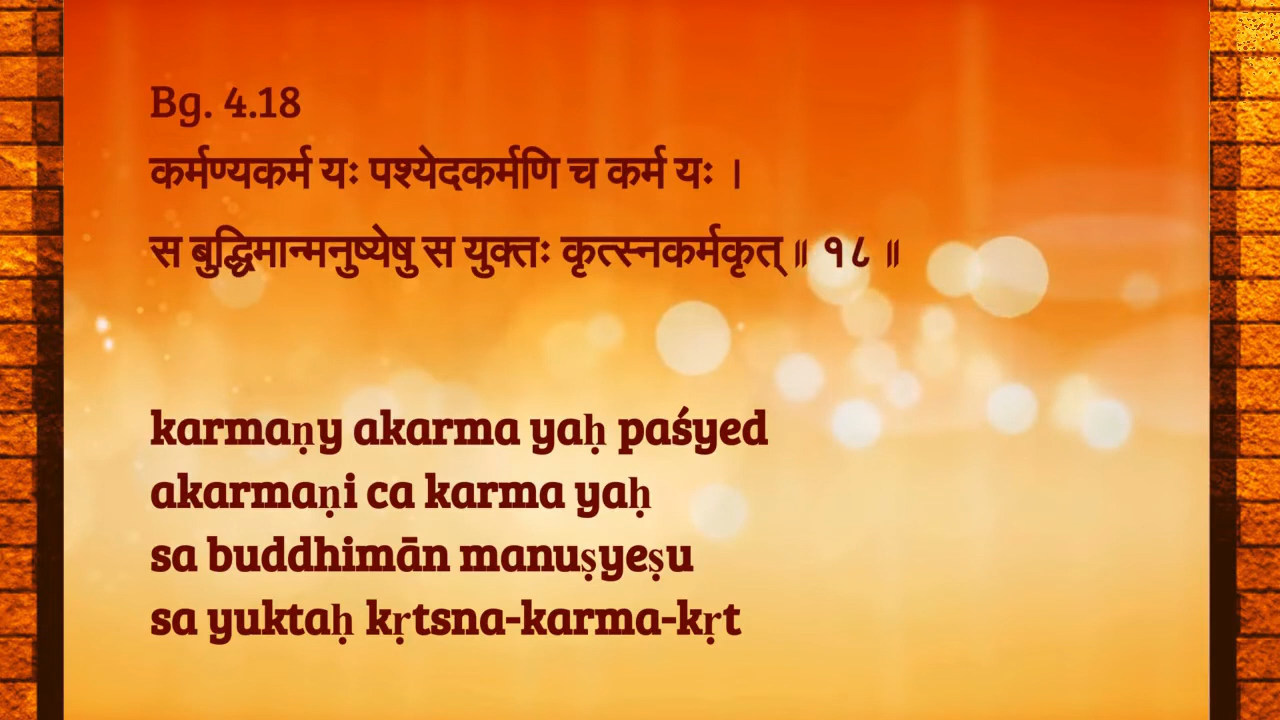 Bg. 4.18
कर्मण्यकर्म यः पश्येदकर्मणि च कर्म यः ।
स बुद्धिमान्मनुष्येषु स युक्तः कृत्स्नकर्मकृत् ॥ १८ ॥
karmaṇy akarma yaḥ paśyed
akarmaṇi ca karma yaḥ
sa buddhimān manuṣyeṣu
sa yuktaḥ kṛtsna-karma-kṛt